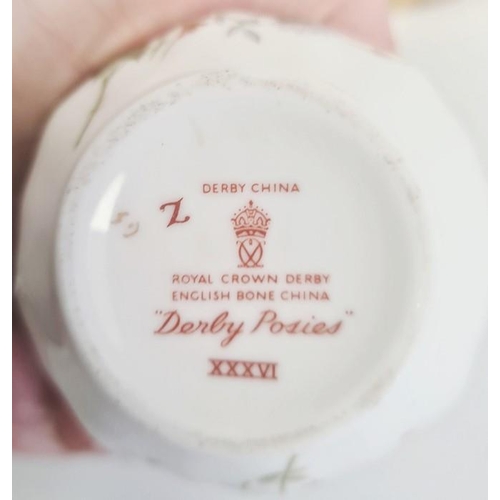 DERBY CHINA
Z
ROYAL CROWN DERBY
ENGLISH BONE CHINA
"Derby Posies"
XXXVI